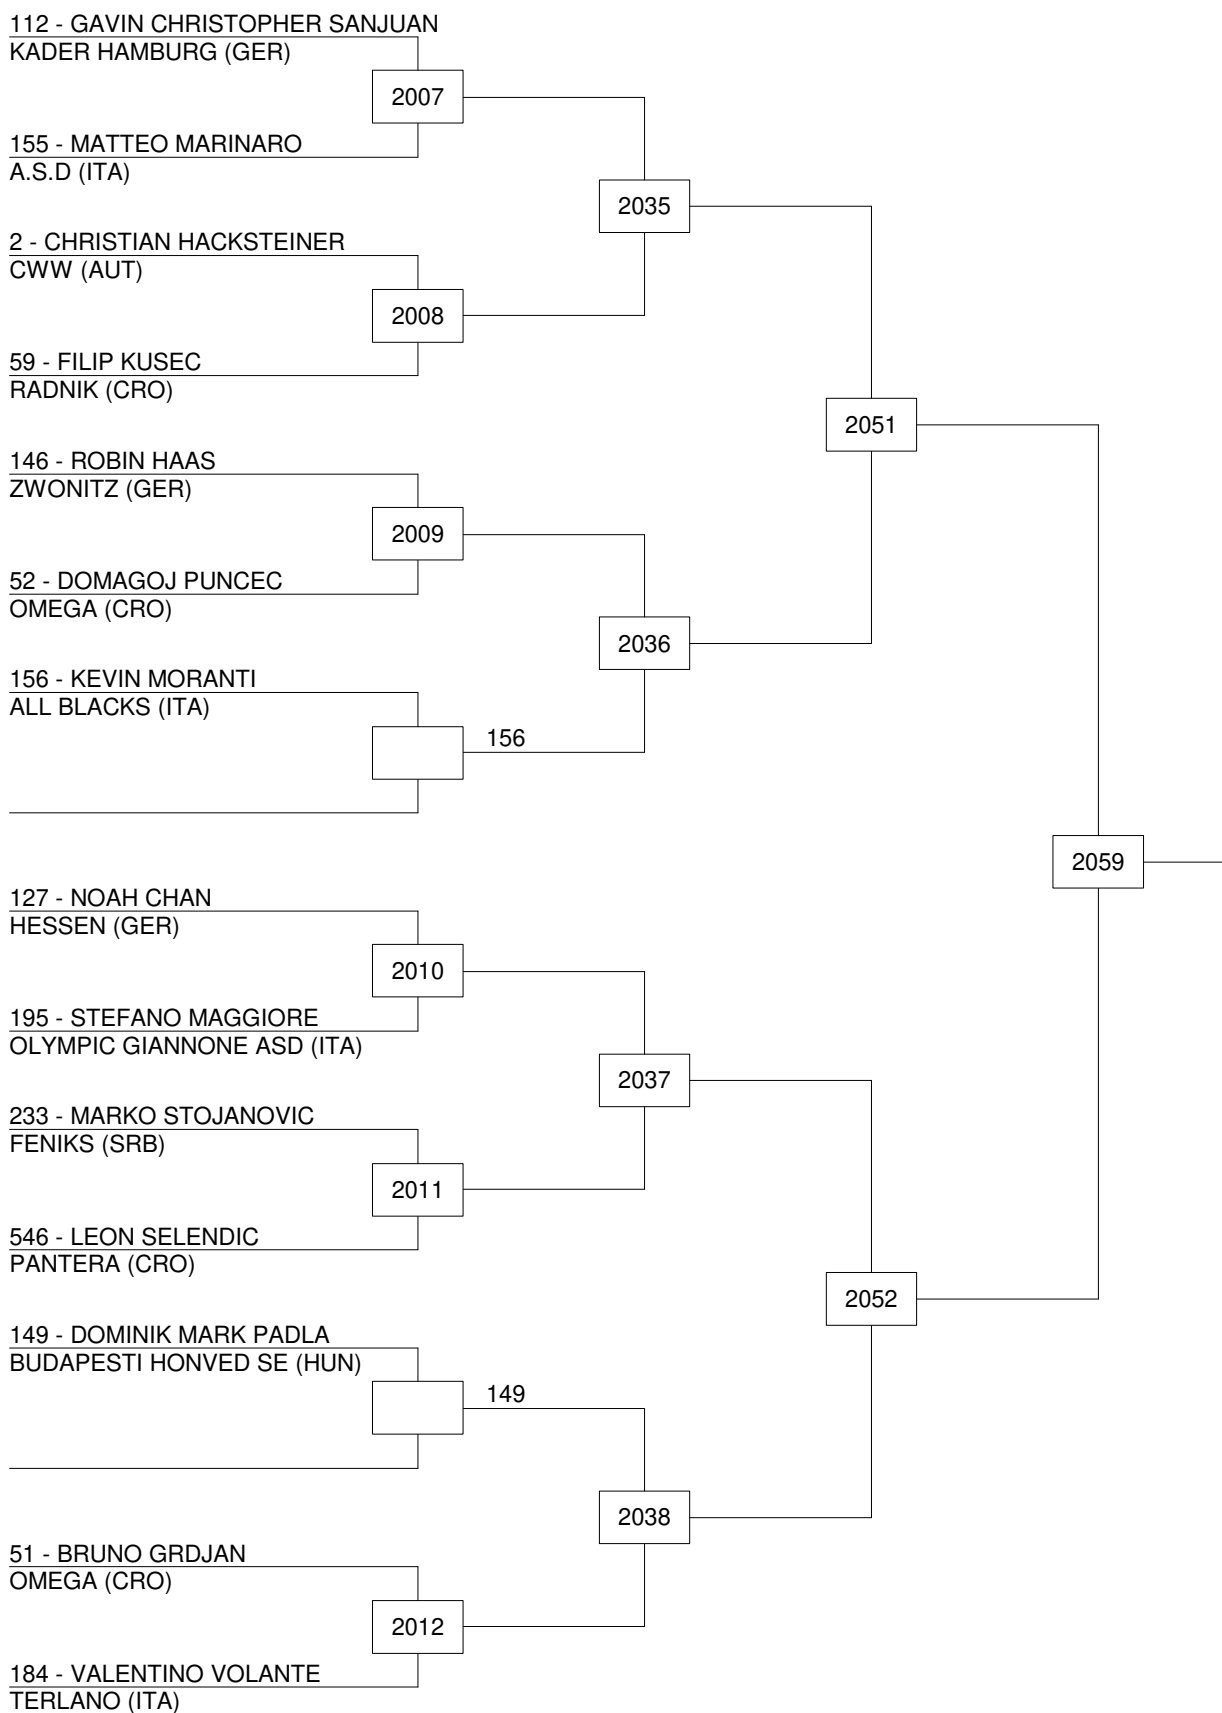 112 - GAVIN CHRISTOPHER SANJUAN
KADER HAMBURG (GER)
2007
155 - MATTEO MARINARO
A.S.D (ITA)
2035
2 - CHRISTIAN HACKSTEINER
CWW (AUT)
2008
59 - FILIP KUSEC
RADNIK (CRO)
2051
146 - ROBIN HAAS
ZWONITZ (GER)
2009
52 - DOMAGOJ PUNCEC
OMEGA (CRO)
2036
156 - KEVIN MORANTI
ALL BLACKS (ITA)
156
2059
127 - NOAH CHAN
HESSEN (GER)
2010
195 - STEFANO MAGGIORE
OLYMPIC GIANNONE ASD (ITA)
2037
233 - MARKO STOJANOVIC
FENIKS (SRB)
2011
546 - LEON SELENDIC
PANTERA (CRO)
2052
149 - DOMINIK MARK PADLA
BUDAPESTI HONVED SE (HUN)
149
2038
51 - BRUNO GRDJAN
OMEGA (CRO)
2012
184 - VALENTINO VOLANTE
TERLANO (ITA)